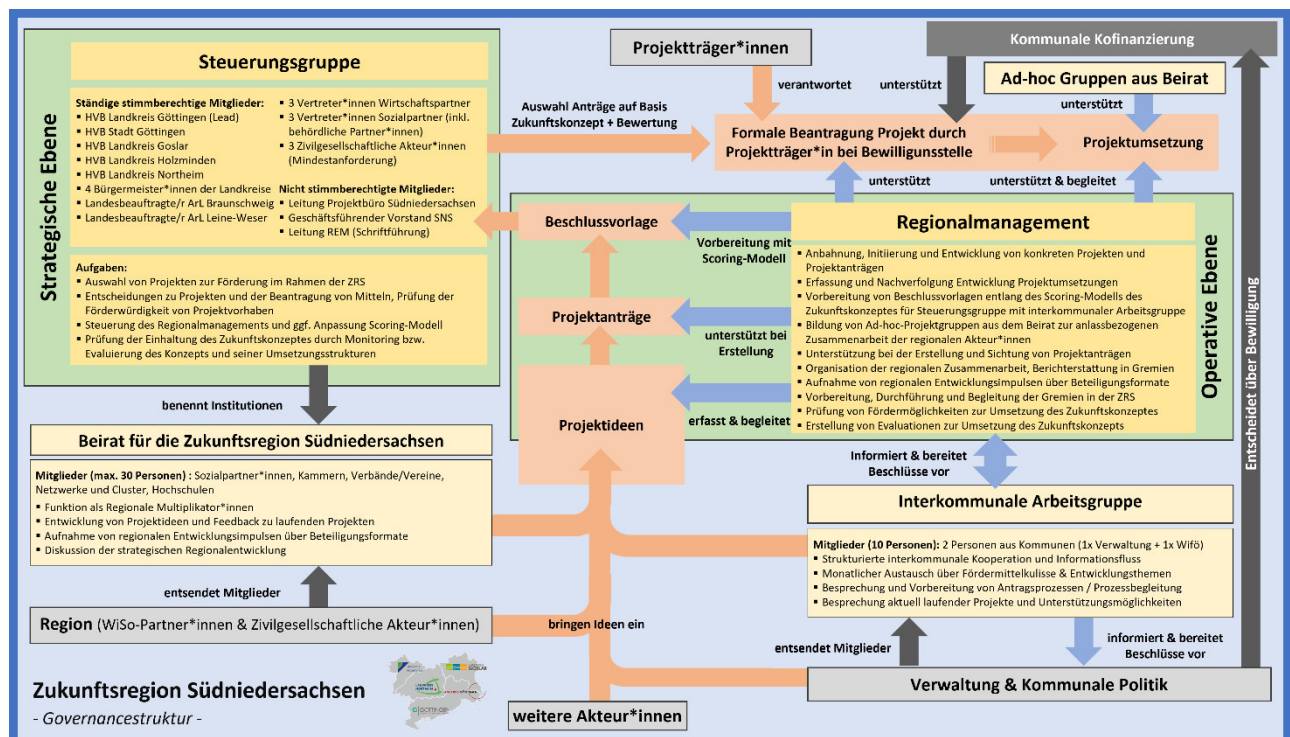 Strategische Ebene
Steuerungsgruppe
Ständige stimmberechtige Mitglieder:
▪ HVB Landkreis Göttingen (Lead)
▪ HVB Stadt Göttingen
▪ HVB Landkreis Goslar
▪ HVB Landkreis Holzminden
▪ HVB Landkreis Northeim
▪ 4 Bürgermeister*innen der Landkreise
▪ Landesbeauftragte/r ArL Braunschweig
▪ Landesbeauftragte/r ArL Leine-Weser
▪ 3 Vertreter*innen Wirtschaftspartner
▪ 3 Vertreter*innen Sozialpartner (inkl.
behördliche Partner*innen)
▪ 3 Zivilgesellschaftliche Akteur*innen
(Mindestanforderung)
Nicht stimmberechtigte Mitglieder:
▪ Leitung Projektbüro Südniedersachsen
▪ Geschäftsführender Vorstand SNS
▪ Leitung REM (Schriftführung)
Aufgaben:
▪ Auswahl von Projekten zur Förderung im Rahmen der ZRS
▪ Entscheidungen zu Projekten und der Beantragung von Mitteln, Prüfung der
Förderwürdigkeit von Projektvorhaben
▪ Steuerung des Regionalmanagements und ggf. Anpassung Scoring-Modell
▪ Prüfung der Einhaltung des Zukunftskonzeptes durch Monitoring bzw.
Evaluierung des Konzepts und seiner Umsetzungsstrukturen
Projektträger*innen
Kommunale Kofinanzierung
verantwortet
unterstützt
Ad-hoc Gruppen aus Beirat
unterstützt
Auswahl Anträge auf Basis
Zukunftskonzept + Bewertung
Formale Beantragung Projekt durch
Projektträger*in bei Bewilligungsstelle
Projektumsetzung
unterstützt
unterstützt & begleitet
Operative Ebene
Beschlussvorlage
Vorbereitung mit
Scoring-Modell
Projektanträge
unterstützt bei
Erstellung
Projektideen
erfasst & begleitet
Regionalmanagement
▪ Anbahnung, Initiierung und Entwicklung von konkreten Projekten und
Projektanträgen
▪ Erfassung und Nachverfolgung Entwicklung Projektumsetzungen
▪ Vorbereitung von Beschlussvorlagen entlang des Scoring-Modells des
Zukunftskonzeptes für Steuerungsgruppe mit interkommunaler Arbeitsgruppe
▪ Bildung von Ad-hoc-Projektgruppen aus dem Beirat zur anlassbezogenen
Zusammenarbeit der regionalen Akteur*innen
▪ Unterstützung bei der Erstellung und Sichtung von Projektanträgen
▪ Organisation der regionalen Zusammenarbeit, Berichterstattung in Gremien
▪ Aufnahme von regionalen Entwicklungsimpulsen über Beteiligungsformate
▪ Vorbereitung, Durchführung und Begleitung der Gremien in der ZRS
▪ Prüfung von Fördermöglichkeiten zur Umsetzung des Zukunftskonzeptes
▪ Erstellung von Evaluationen zur Umsetzung des Zukunftskonzepts
Entscheidet über Bewilligung
benennt Institutionen
Beirat für die Zukunftsregion Südniedersachsen
Mitglieder (max. 30 Personen) : Sozialpartner*innen, Kammern, Verbände/Vereine,
Netzwerke und Cluster, Hochschulen
▪ Funktion als Regionale Multiplikator*innen
▪ Entwicklung von Projektideen und Feedback zu laufenden Projekten
▪ Aufnahme von regionalen Entwicklungsimpulsen über Beteiligungsformate
▪ Diskussion der strategischen Regionalentwicklung
entsendet Mitglieder
Region (WiSo-Partner*innen & Zivilgesellschaftliche Akteur*innen)
bringen Ideen ein
weitere Akteur*innen
Informiert & bereitet
Beschlüsse vor
Interkommunale Arbeitsgruppe
Mitglieder (10 Personen): 2 Personen aus Kommunen (1x Verwaltung + 1x Wifö)
▪ Strukturierte interkommunale Kooperation und Informationsfluss
▪ Monatlicher Austausch über Fördermittelkulisse & Entwicklungsthemen
▪ Besprechung und Vorbereitung von Antragsprozessen / Prozessbegleitung
▪ Besprechung aktuell laufender Projekte und Unterstützungsmöglichkeiten
entsendet Mitglieder
informiert & bereitet
Beschlüsse vor
Verwaltung & Kommunale Politik
Zukunftsregion Südniedersachsen
- Governancestruktur -